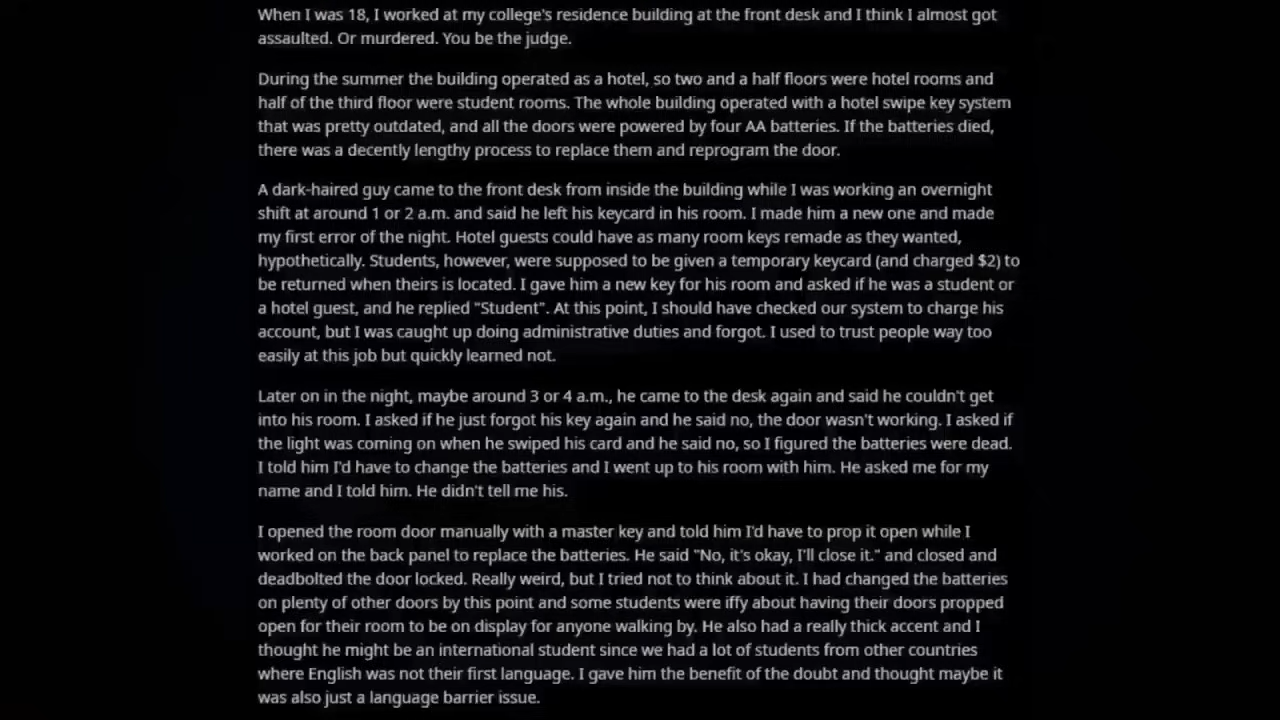 When I was 18, I worked at my college's residence building at the front desk and I think I almost got
assaulted. Or murdered. You be the judge.
During the summer the building operated as a hotel, so two and a half floors were hotel rooms and
half of the third floor were student rooms. The whole building operated with a hotel swipe key system
that was pretty outdated, and all the doors were powered by four AA batteries. If the batteries died,
there was a decently lengthy process to replace them and reprogram the door.
A dark-haired guy came to the front desk from inside the building while I was working an overnight
shift at around 1 or 2 a.m. and said he left his keycard in his room. I made him a new one and made
my first error of the night. Hotel guests could have as many room keys remade as they wanted,
hypothetically. Students, however, were supposed to be given a temporary keycard (and charged $2) to
be returned when theirs is located. I gave him a new key for his room and asked if he was a student or
a hotel guest, and he replied "Student". At this point, I should have checked our system to charge his
account, but I was caught up doing administrative duties and forgot. I used to trust people way too
easily at this job but quickly learned not.
Later on in the night, maybe around 3 or 4 a.m., he came to the desk again and said he couldn't get
into his room. I asked if he just forgot his key again and he said no, the door wasn't working. I asked if
the light was coming on when he swiped his card and he said no, so I figured the batteries were dead.
I told him I'd have to change the batteries and I went up to his room with him. He asked me for my
name and I told him. He didn't tell me his.
I opened the room door manually with a master key and told him I'd have to prop it open while I
worked on the back panel to replace the batteries. He said "No, it's okay, I'll close it." and closed and
deadbolted the door locked. Really weird, but I tried not to think about it. I had changed the batteries
on plenty of other doors by this point and some students were iffy about having their doors propped
open for their room to be on display for anyone walking by. He also had a really thick accent and I
thought he might be an international student since we had a lot of students from other countries
where English was not their first language. I gave him the benefit of the doubt and thought maybe it
was also just a language barrier issue.